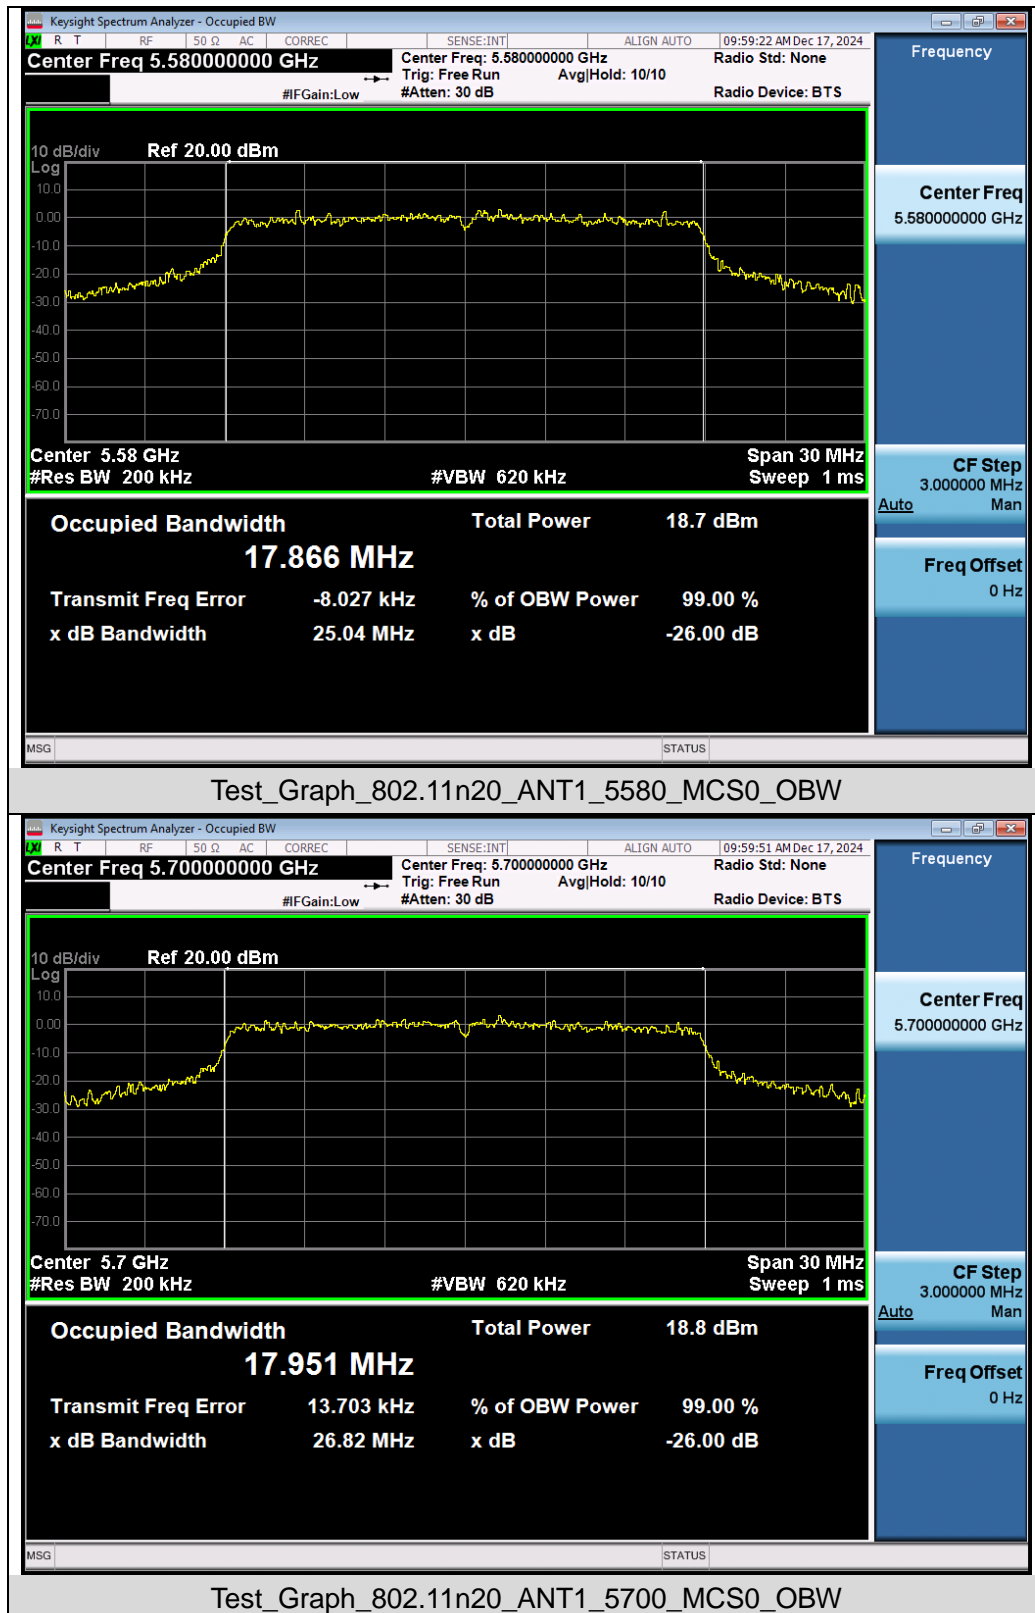 Keysight Spectrum Analyzer - Occupied BW
LXI R T RF 50 Ω AC CORREC SENSE:INT ALIGN AUTO 09:59:22 AM Dec 17, 2024
Center Freq 5.580000000 GHz
Center Freq: 5.580000000 GHz
Radio Std: None
Trig: Free Run Avg|Hold: 10/10
#IFGain:Low
#Atten: 30 dB
Radio Device: BTS
Frequency
10 dB/div Ref 20.00 dBm
Log
10.0
0.00
-10.0
-20.0
-30.0
-40.0
-50.0
-60.0
-70.0
Center 5.58 GHz
Span 30 MHz
#Res BW 200 kHz
#VBW 620 kHz
Sweep 1 ms
Center Freq
5.580000000 GHz
CF Step
3.000000 MHz
Auto Man
Freq Offset
0 Hz
Occupied Bandwidth
17.866 MHz
Total Power 18.7 dBm
Transmit Freq Error -8.027 kHz % of OBW Power 99.00 %
x dB Bandwidth 25.04 MHz x dB -26.00 dB
MSG STATUS
Test_Graph_802.11n20_ANT1_5580_MCS0_OBW
Keysight Spectrum Analyzer - Occupied BW
LXI R T RF 50 Ω AC CORREC SENSE:INT ALIGN AUTO 09:59:51 AM Dec 17, 2024
Center Freq 5.700000000 GHz
Center Freq: 5.700000000 GHz
Radio Std: None
Trig: Free Run Avg|Hold: 10/10
#IFGain:Low
#Atten: 30 dB
Radio Device: BTS
Frequency
10 dB/div Ref 20.00 dBm
Log
10.0
0.00
-10.0
-20.0
-30.0
-40.0
-50.0
-60.0
-70.0
Center 5.7 GHz
Span 30 MHz
#Res BW 200 kHz
#VBW 620 kHz
Sweep 1 ms
Center Freq
5.700000000 GHz
CF Step
3.000000 MHz
Auto Man
Freq Offset
0 Hz
Occupied Bandwidth
17.951 MHz
Total Power 18.8 dBm
Transmit Freq Error 13.703 kHz % of OBW Power 99.00 %
x dB Bandwidth 26.82 MHz x dB -26.00 dB
MSG STATUS
Test_Graph_802.11n20_ANT1_5700_MCS0_OBW